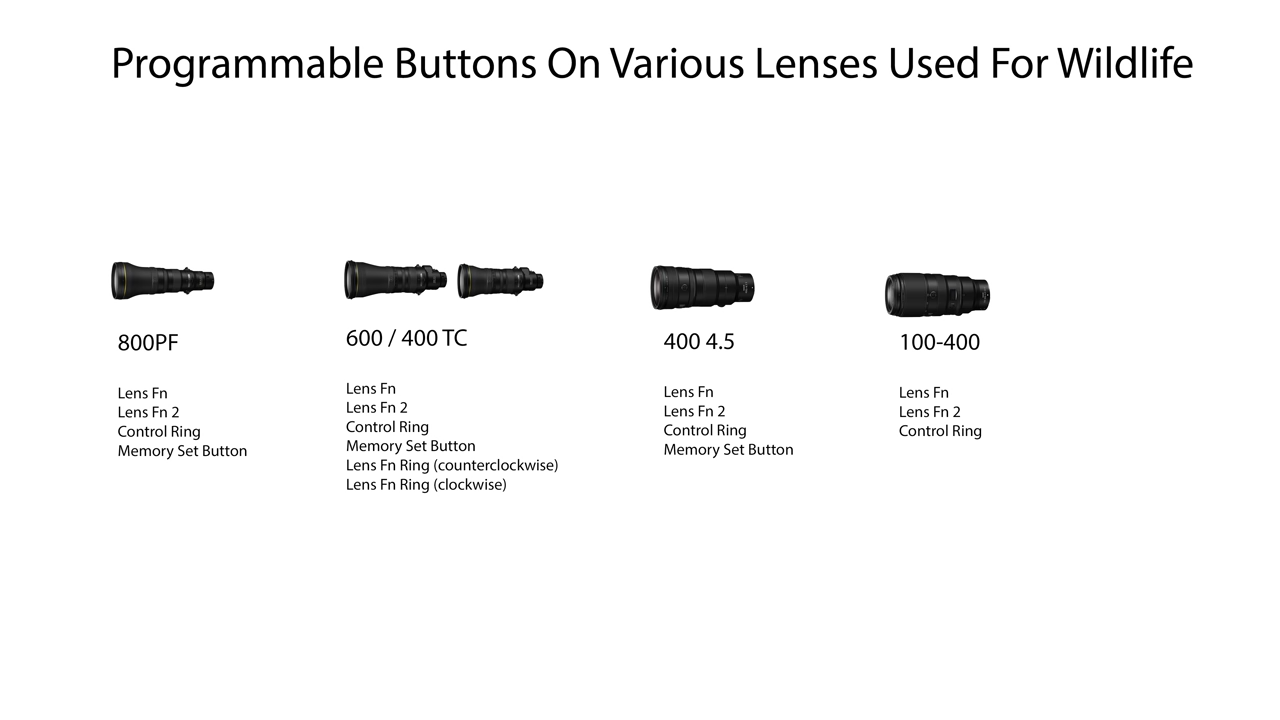 Programmable Buttons On Various Lenses Used For Wildlife
800PF
Lens Fn
Lens Fn 2
Control Ring
Memory Set Button
600 / 400 TC
Lens Fn
Lens Fn 2
Control Ring
Memory Set Button
Lens Fn Ring (counterclockwise)
Lens Fn Ring (clockwise)
400 4.5
Lens Fn
Lens Fn 2
Control Ring
Memory Set Button
100-400
Lens Fn
Lens Fn 2
Control Ring